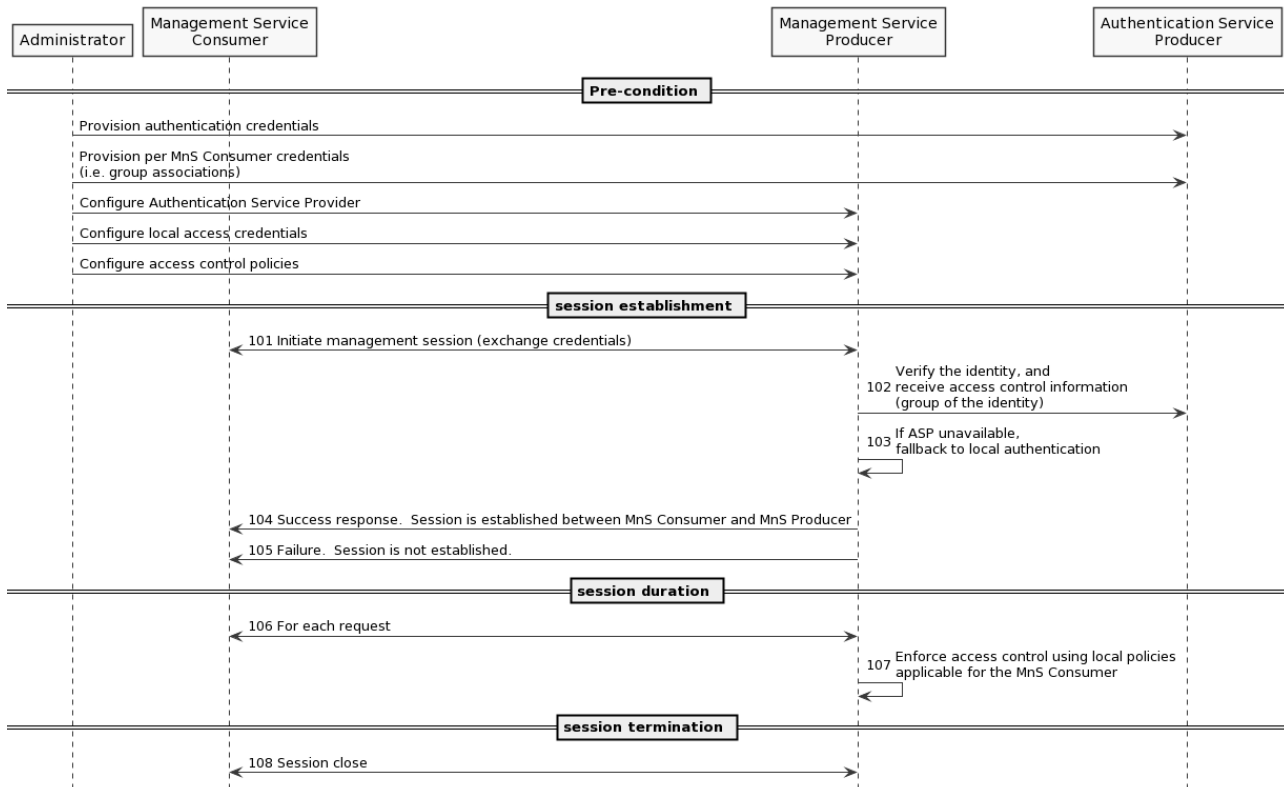 Administrator
Management Service
Consumer
Management Service
Producer
Authentication Service
Producer
Pre-condition
Provision authentication credentials
Provision per MnS Consumer credentials
(i.e. group associations)
Configure Authentication Service Provider
Configure local access credentials
Configure access control policies
session establishment
101 Initiate management session (exchange credentials)
Verify the identity, and
102 receive access control information
(group of the identity)
103 If ASP unavailable,
fallback to local authentication
104 Success response.  Session is established between MnS Consumer and MnS Producer
105 Failure.  Session is not established.
session duration
106 For each request
107 Enforce access control using local policies
applicable for the MnS Consumer
session termination
108 Session close